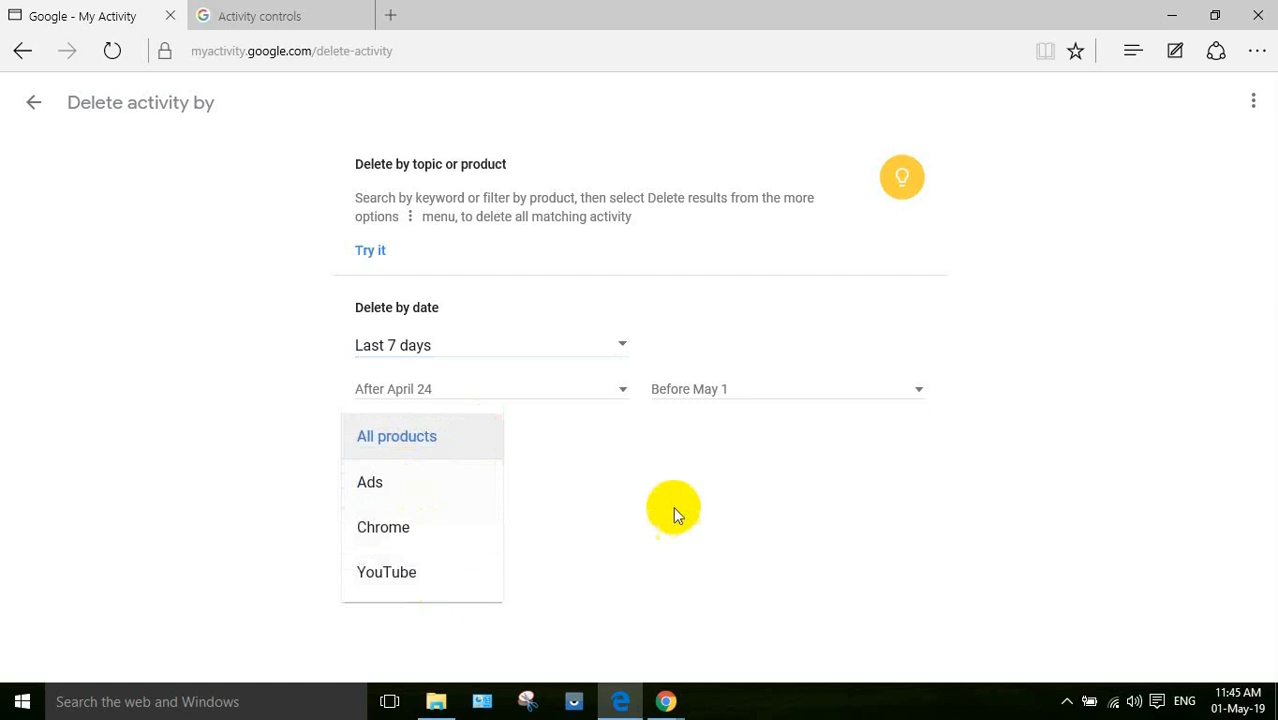 Google - My Activity
Activity controls
myactivity.google.com/delete-activity
Delete activity by
Delete by topic or product
Search by keyword or filter by product, then select Delete results from the more
options menu, to delete all matching activity
Try it
Delete by date
Last 7 days
After April 24 Before May 1
All products
Ads
Chrome
YouTube
Search the web and Windows
ENG
11:45 AM
01-May-19